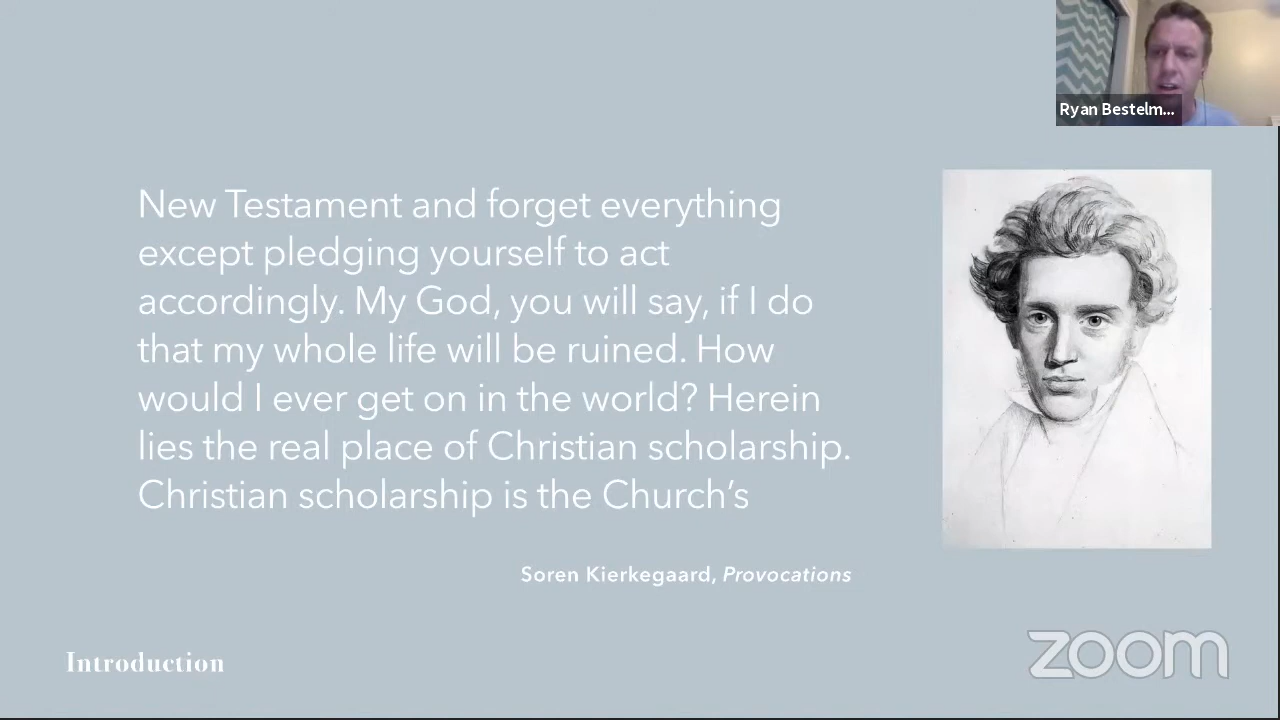 Ryan Bestelm...
New Testament and forget everything
except pledging yourself to act
accordingly. My God, you will say, if I do
that my whole life will be ruined. How
would I ever get on in the world? Herein
lies the real place of Christian scholarship.
Christian scholarship is the Church’s
Soren Kierkegaard, Provocations
Introduction
zoom